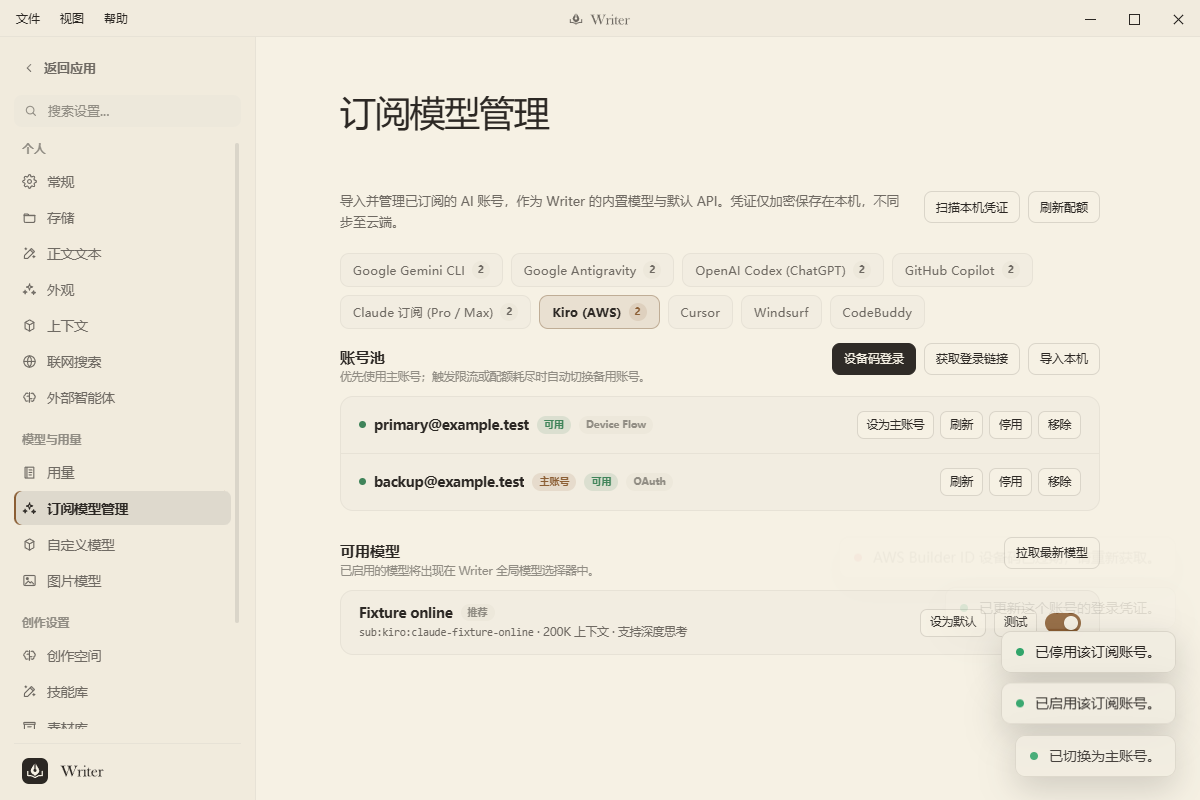 文件 视图 帮助
Writer
返回应用
搜索设置...
个人
常规
存储
正文文本
外观
上下文
联网搜索
外部智能体
模型与用量
用量
订阅模型管理
自定义模型
图片模型
创作设置
创作空间
技能库
素材库
Writer
订阅模型管理
导入并管理已订阅的 AI 账号，作为 Writer 的内置模型与默认 API。凭证仅加密保存在本机，不同
步至云端。
扫描本机凭证 刷新配额
Google Gemini CLI 2 Google Antigravity 2 OpenAI Codex (ChatGPT) 2 GitHub Copilot 2
Claude 订阅 (Pro / Max) 2 Kiro (AWS) 2 Cursor Windsurf CodeBuddy
账号池
优先使用主账号；触发限流或配额耗尽时自动切换备用账号。
设备码登录 获取登录链接 导入本机
primary@example.test 可用 Device Flow 设为主账号 刷新 停用 移除
backup@example.test 主账号 可用 OAuth 刷新 停用 移除
可用模型
已启用的模型将出现在 Writer 全局模型选择器中。
拉取最新模型
AWS Builder ID
已更新这个账号的登录凭证。
Fixture online 推荐
sub:kiro:claude-fixture-online · 200K 上下文 · 支持深度思考
设为默认 测试
已停用该订阅账号。
已启用该订阅账号。
已切换为主账号。